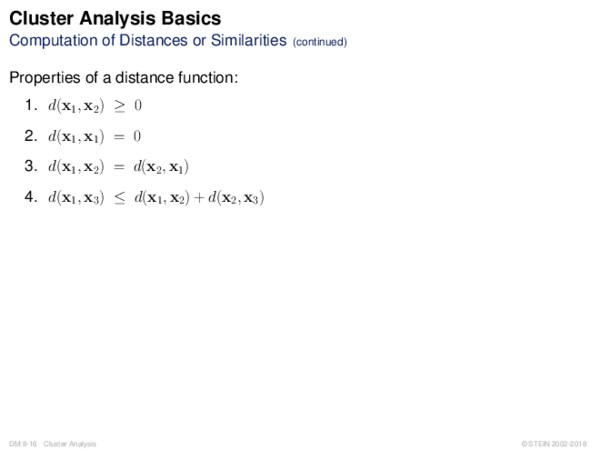 Cluster Analysis Basics
Computation of Distances or Similarities (continued)
Properties of a distance function:
1. d(x₁, x₂) ≥ 0
2. d(x₁, x₁) = 0
3. d(x₁, x₂) = d(x₂, x₁)
4. d(x₁, x₃) ≤ d(x₁, x₂) + d(x₂, x₃)
DM:II-16 Cluster Analysis
© STEIN 2002-2018